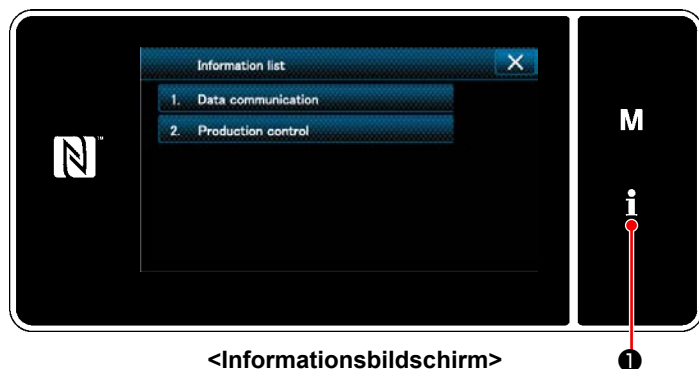 Information list
1. Data communication
2. Production control
M
i
<Informationsbildschirm>
❶